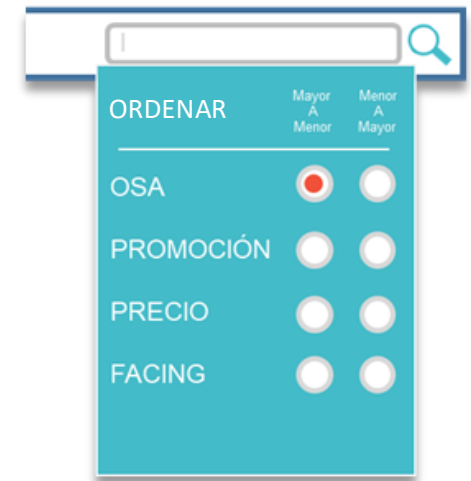 ORDENAR
Mayor
A
Menor
Menor
A
Mayor
OSA
PROMOCIÓN
PRECIO
FACING